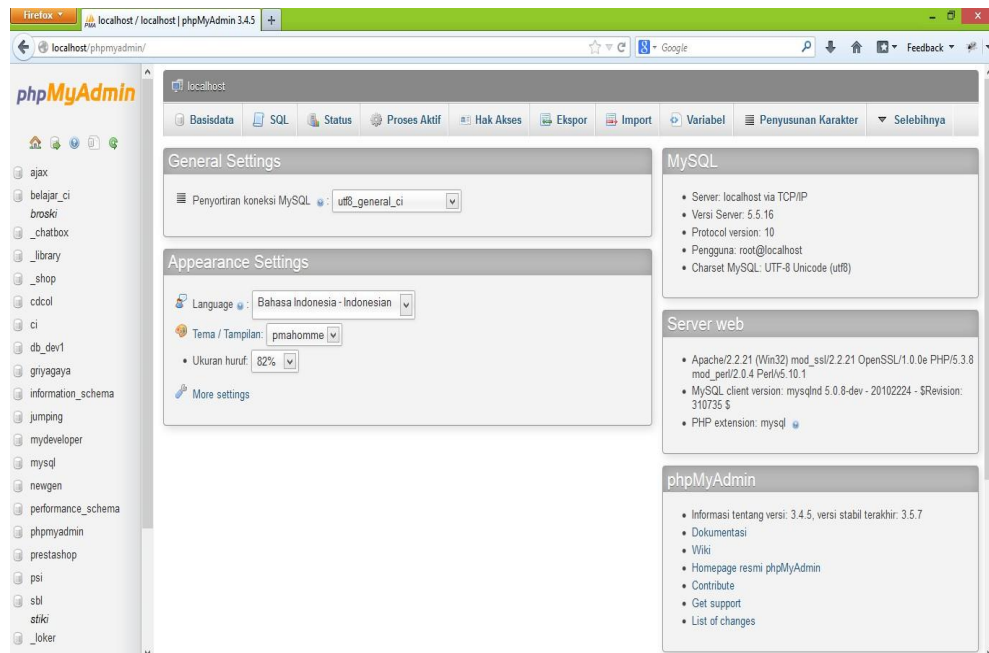 Firefox
localhost / localhost | phpMyAdmin 3.4.5
localhost/phpmyadmin/
Google
Feedback
phpMyAdmin
ajax
belajar_ci
broski
_chatbox
_library
_shop
cdcol
ci
db_dev1
griyagaya
information_schema
jumping
mydeveloper
mysql
newgen
performance_schema
phpmyadmin
prestashop
psi
sbl
stiki
_loker
localhost
Basisdata SQL Status Proses Aktif Hak Akses Ekspor Import Variabel Penyusunan Karakter Selebihnya
General Settings
Penyortiran koneksi MySQL : utf8_general_ci
Appearance Settings
Language : Bahasa Indonesia - Indonesian
Tema / Tampilan: pmahomme
• Ukuran huruf: 82%
More settings
MySQL
• Server: localhost via TCP/IP
• Versi Server: 5.5.16
• Protocol version: 10
• Pengguna: root@localhost
• Charset MySQL: UTF-8 Unicode (utf8)
Server web
• Apache/2.2.21 (Win32) mod_ssl/2.2.21 OpenSSL/1.0.0e PHP/5.3.8
mod_perl/2.0.4 Perl/v5.10.1
• MySQL client version: mysqlnd 5.0.8-dev - 20102224 - $Revision:
310735 $
• PHP extension: mysql
phpMyAdmin
• Informasi tentang versi: 3.4.5, versi stabil terakhir: 3.5.7
• Dokumentasi
• Wiki
• Homepage resmi phpMyAdmin
• Contribute
• Get support
• List of changes